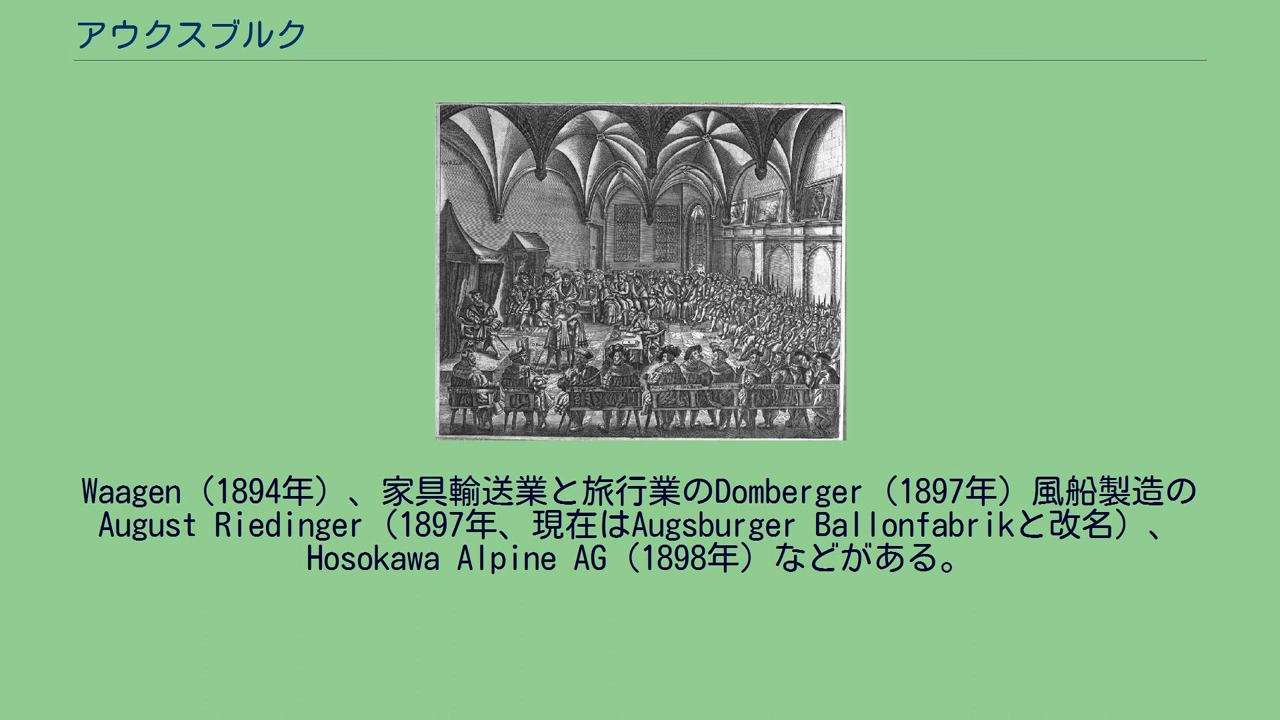 アウクスブルク
Waagen（1894年）、家具輸送業と旅行業のDomberger（1897年）風船製造の
August Riedinger（1897年、現在はAugsburger Ballonfabrikと改名）、
Hosokawa Alpine AG（1898年）などがある。